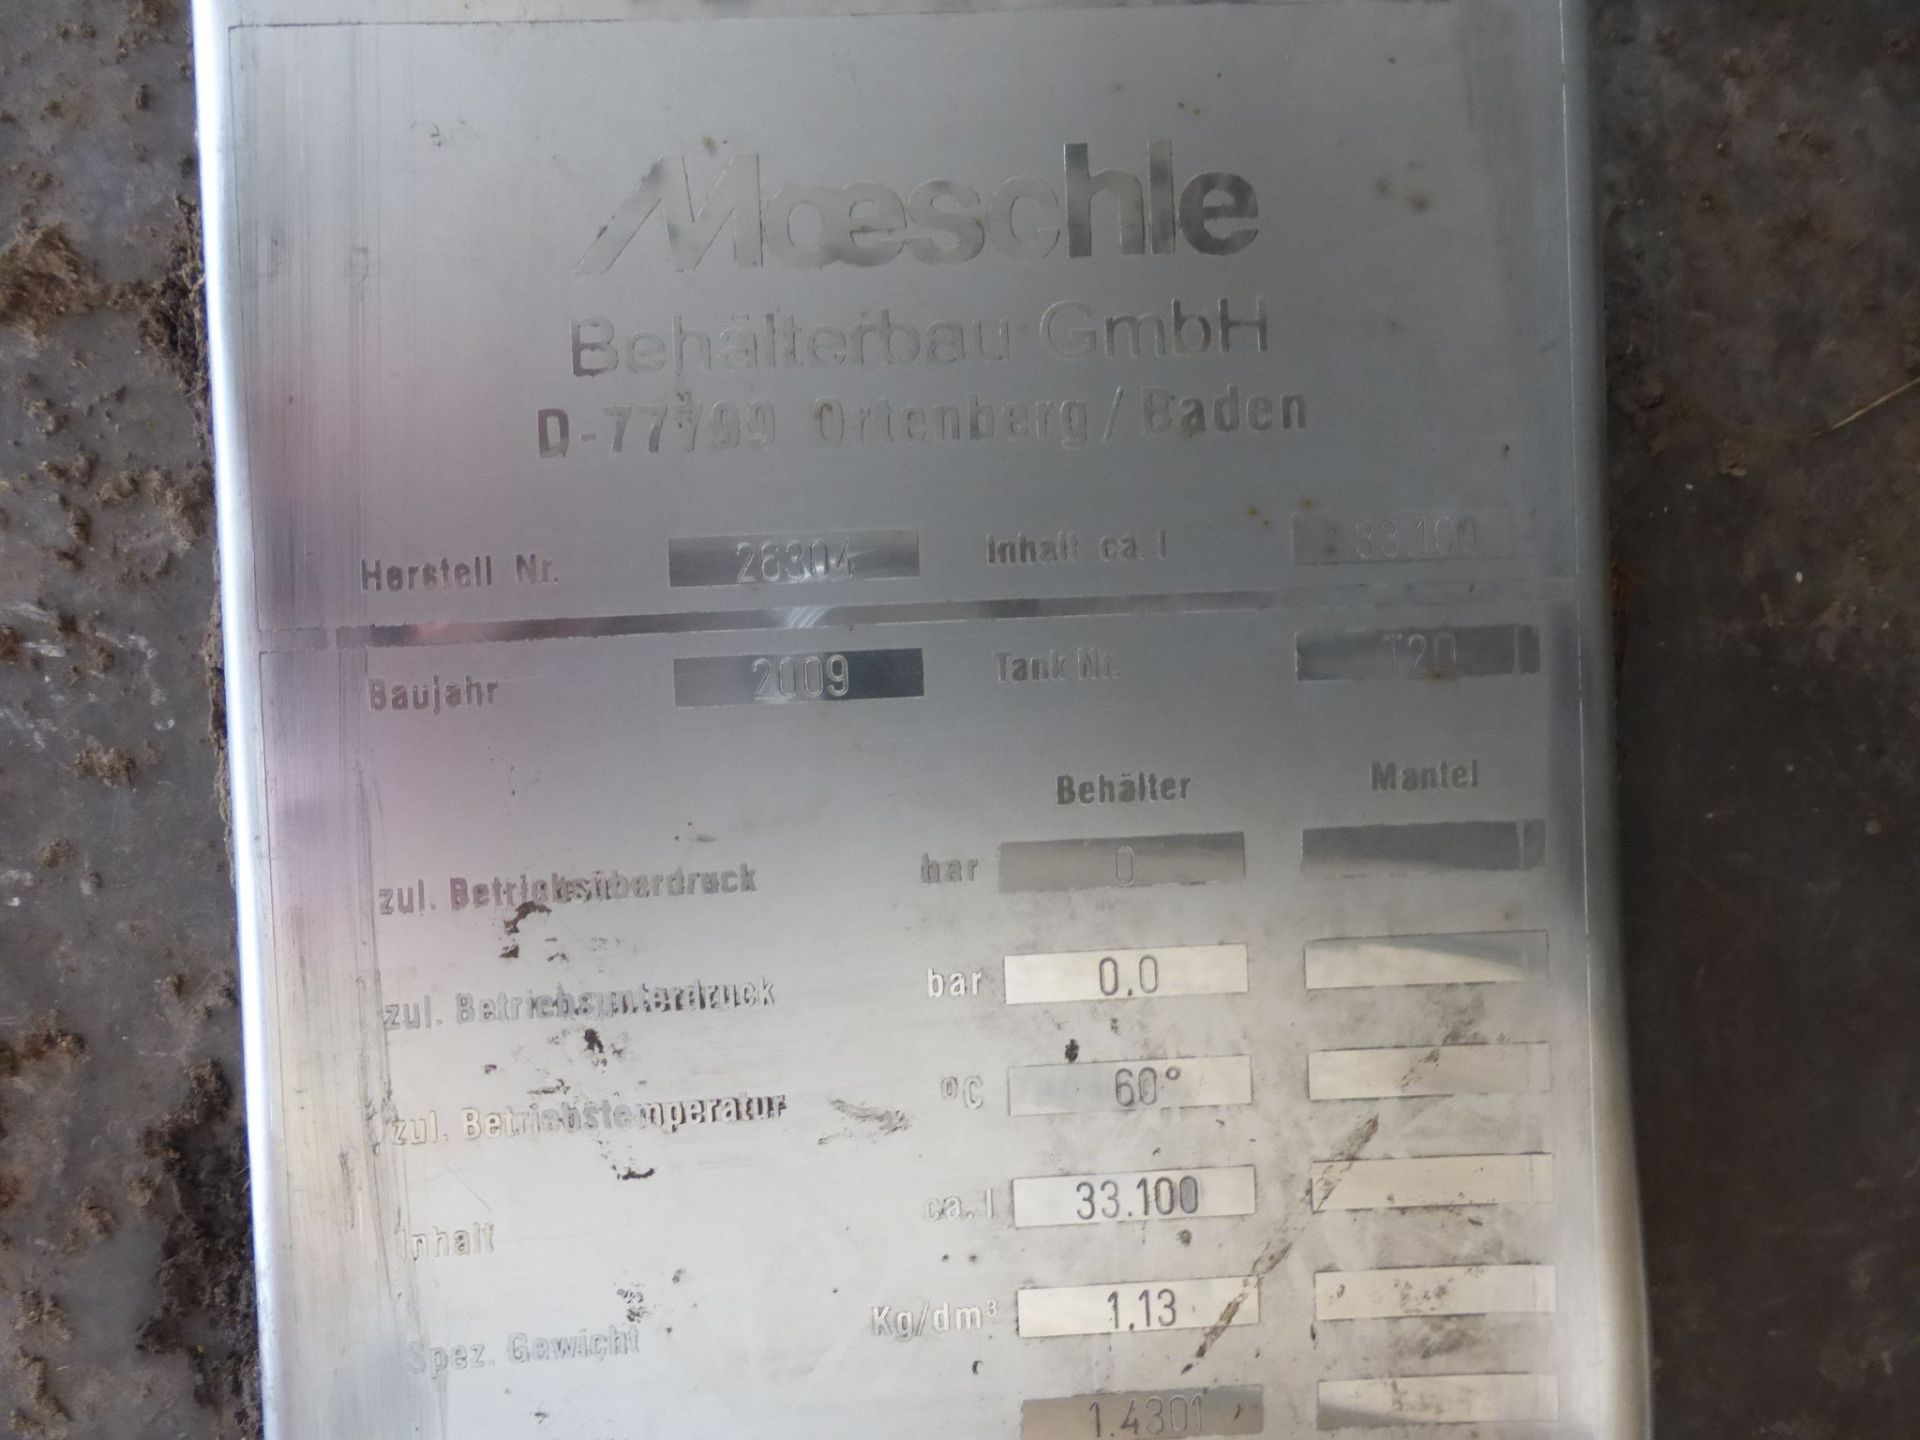 Mœschle
Behälterbau GmbH
D-77799 Ortenberg/Baden
Herstell Nr. 26304 Inhalt ca. l 33.100
Baujahr 2009 Tank Nr. T20
Behälter Mantel
zul. Betriebsüberdruck bar 0
zul. Betriebsunterdruck bar 0.0
zul. Betriebstemperatur °C 60°
Inhalt ca. l 33.100
Spez. Gewicht Kg/dm³ 1.13
1.4301